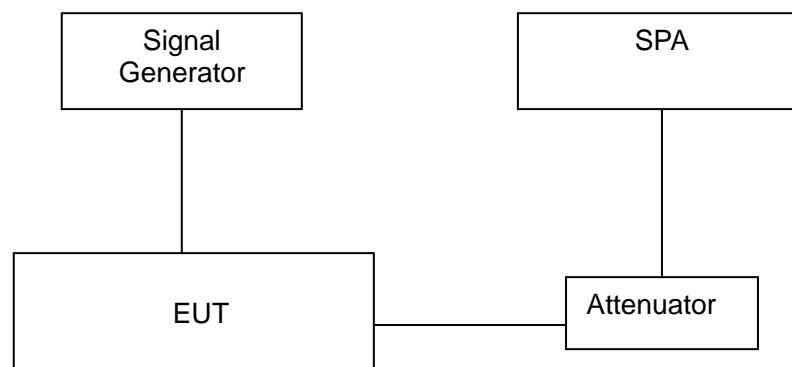 Signal
Generator
SPA
EUT
Attenuator